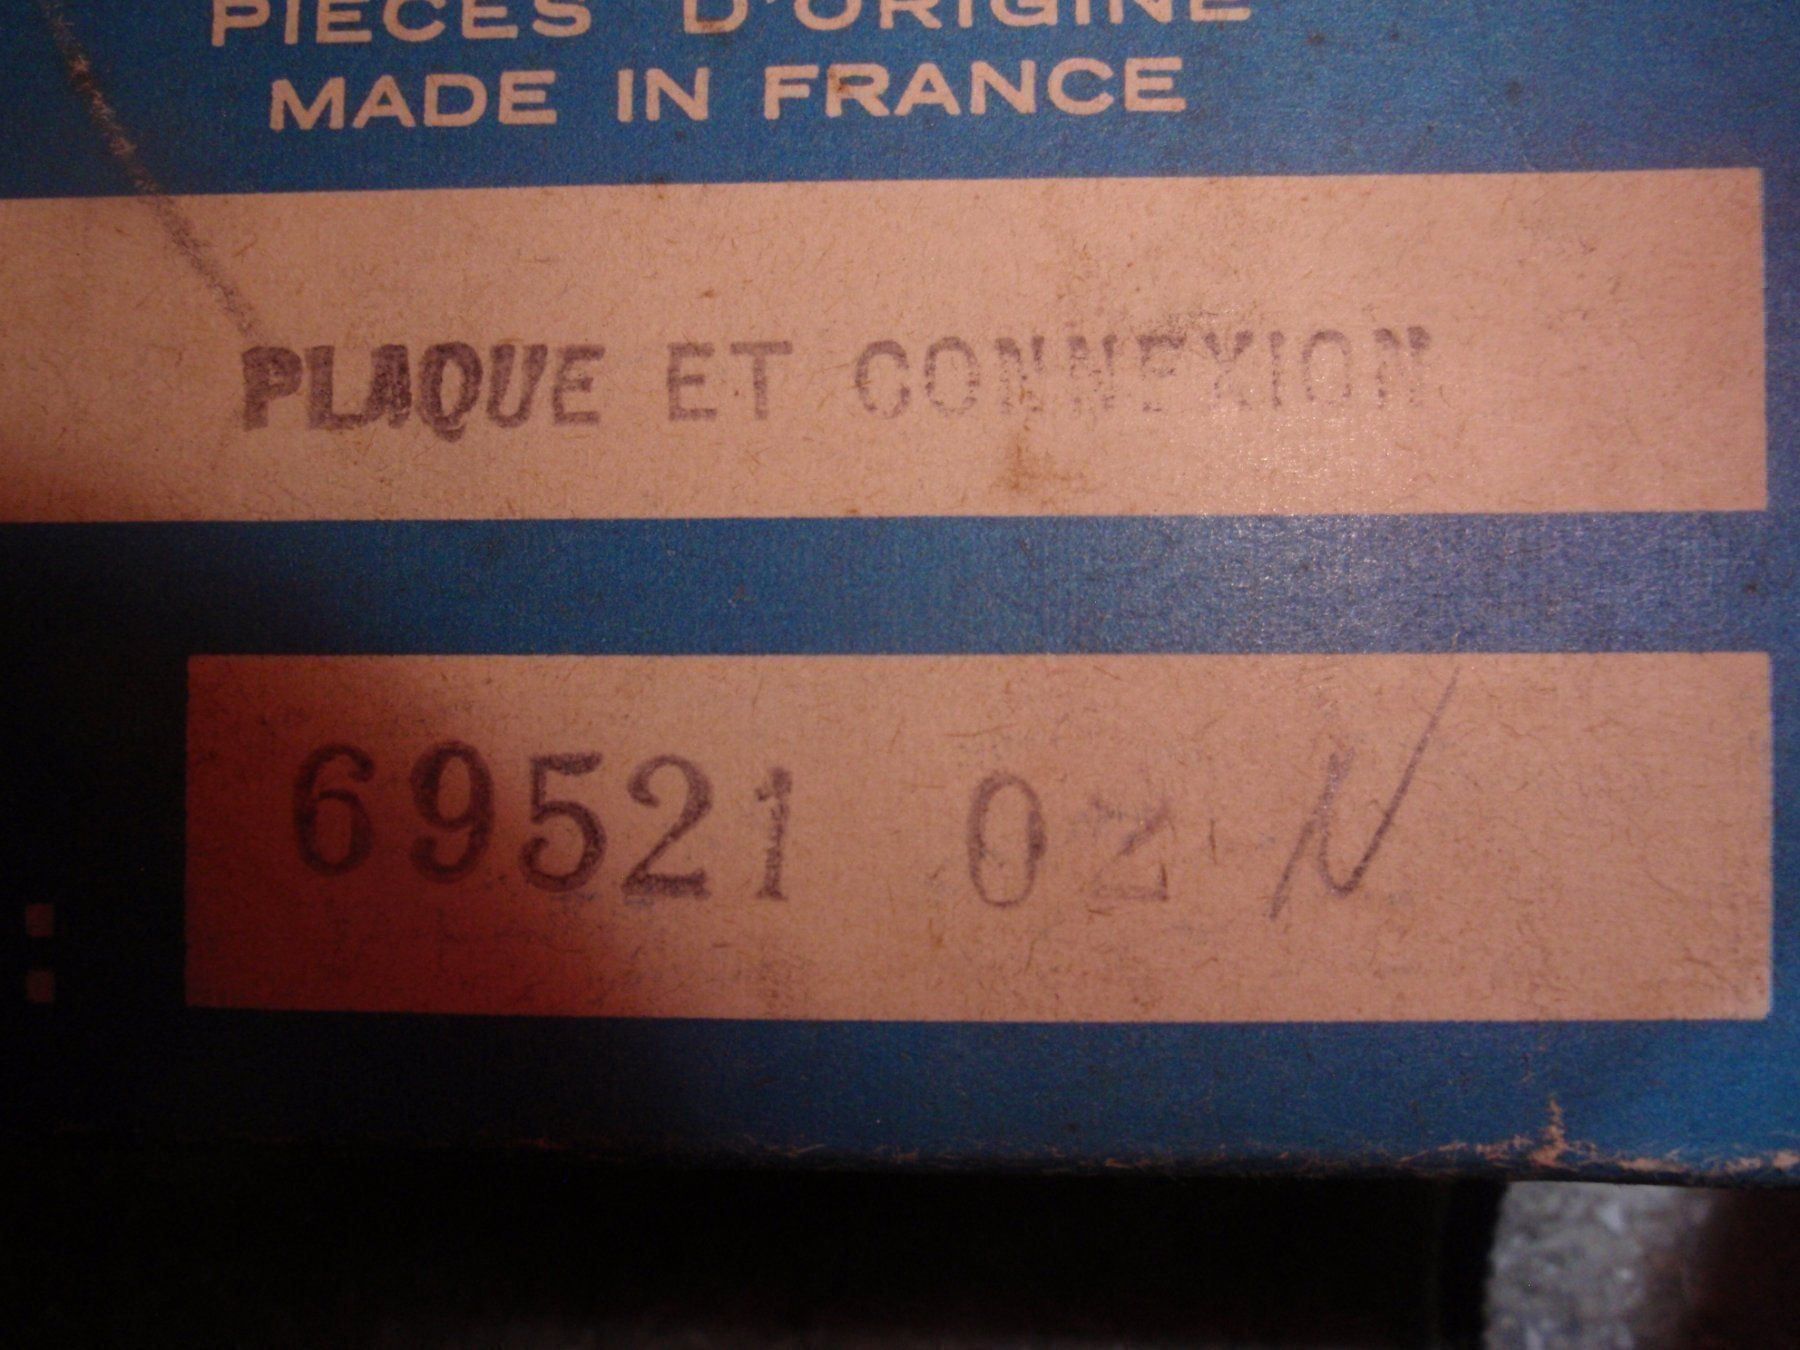 PIECES D'ORIGINE
MADE IN FRANCE
PLAQUE ET CONNEXION
69521 02 N